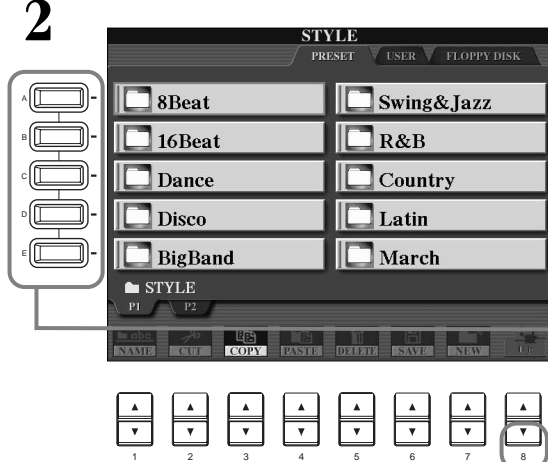 2
STYLE
PRESET USER FLOPPY DISK
A 8Beat Swing&Jazz
B 16Beat R&B
C Dance Country
D Disco Latin
E BigBand March
STYLE
P1 P2
abc
NAME CUT COPY PASTE DELETE SAVE NEW UP
1 2 3 4 5 6 7 8